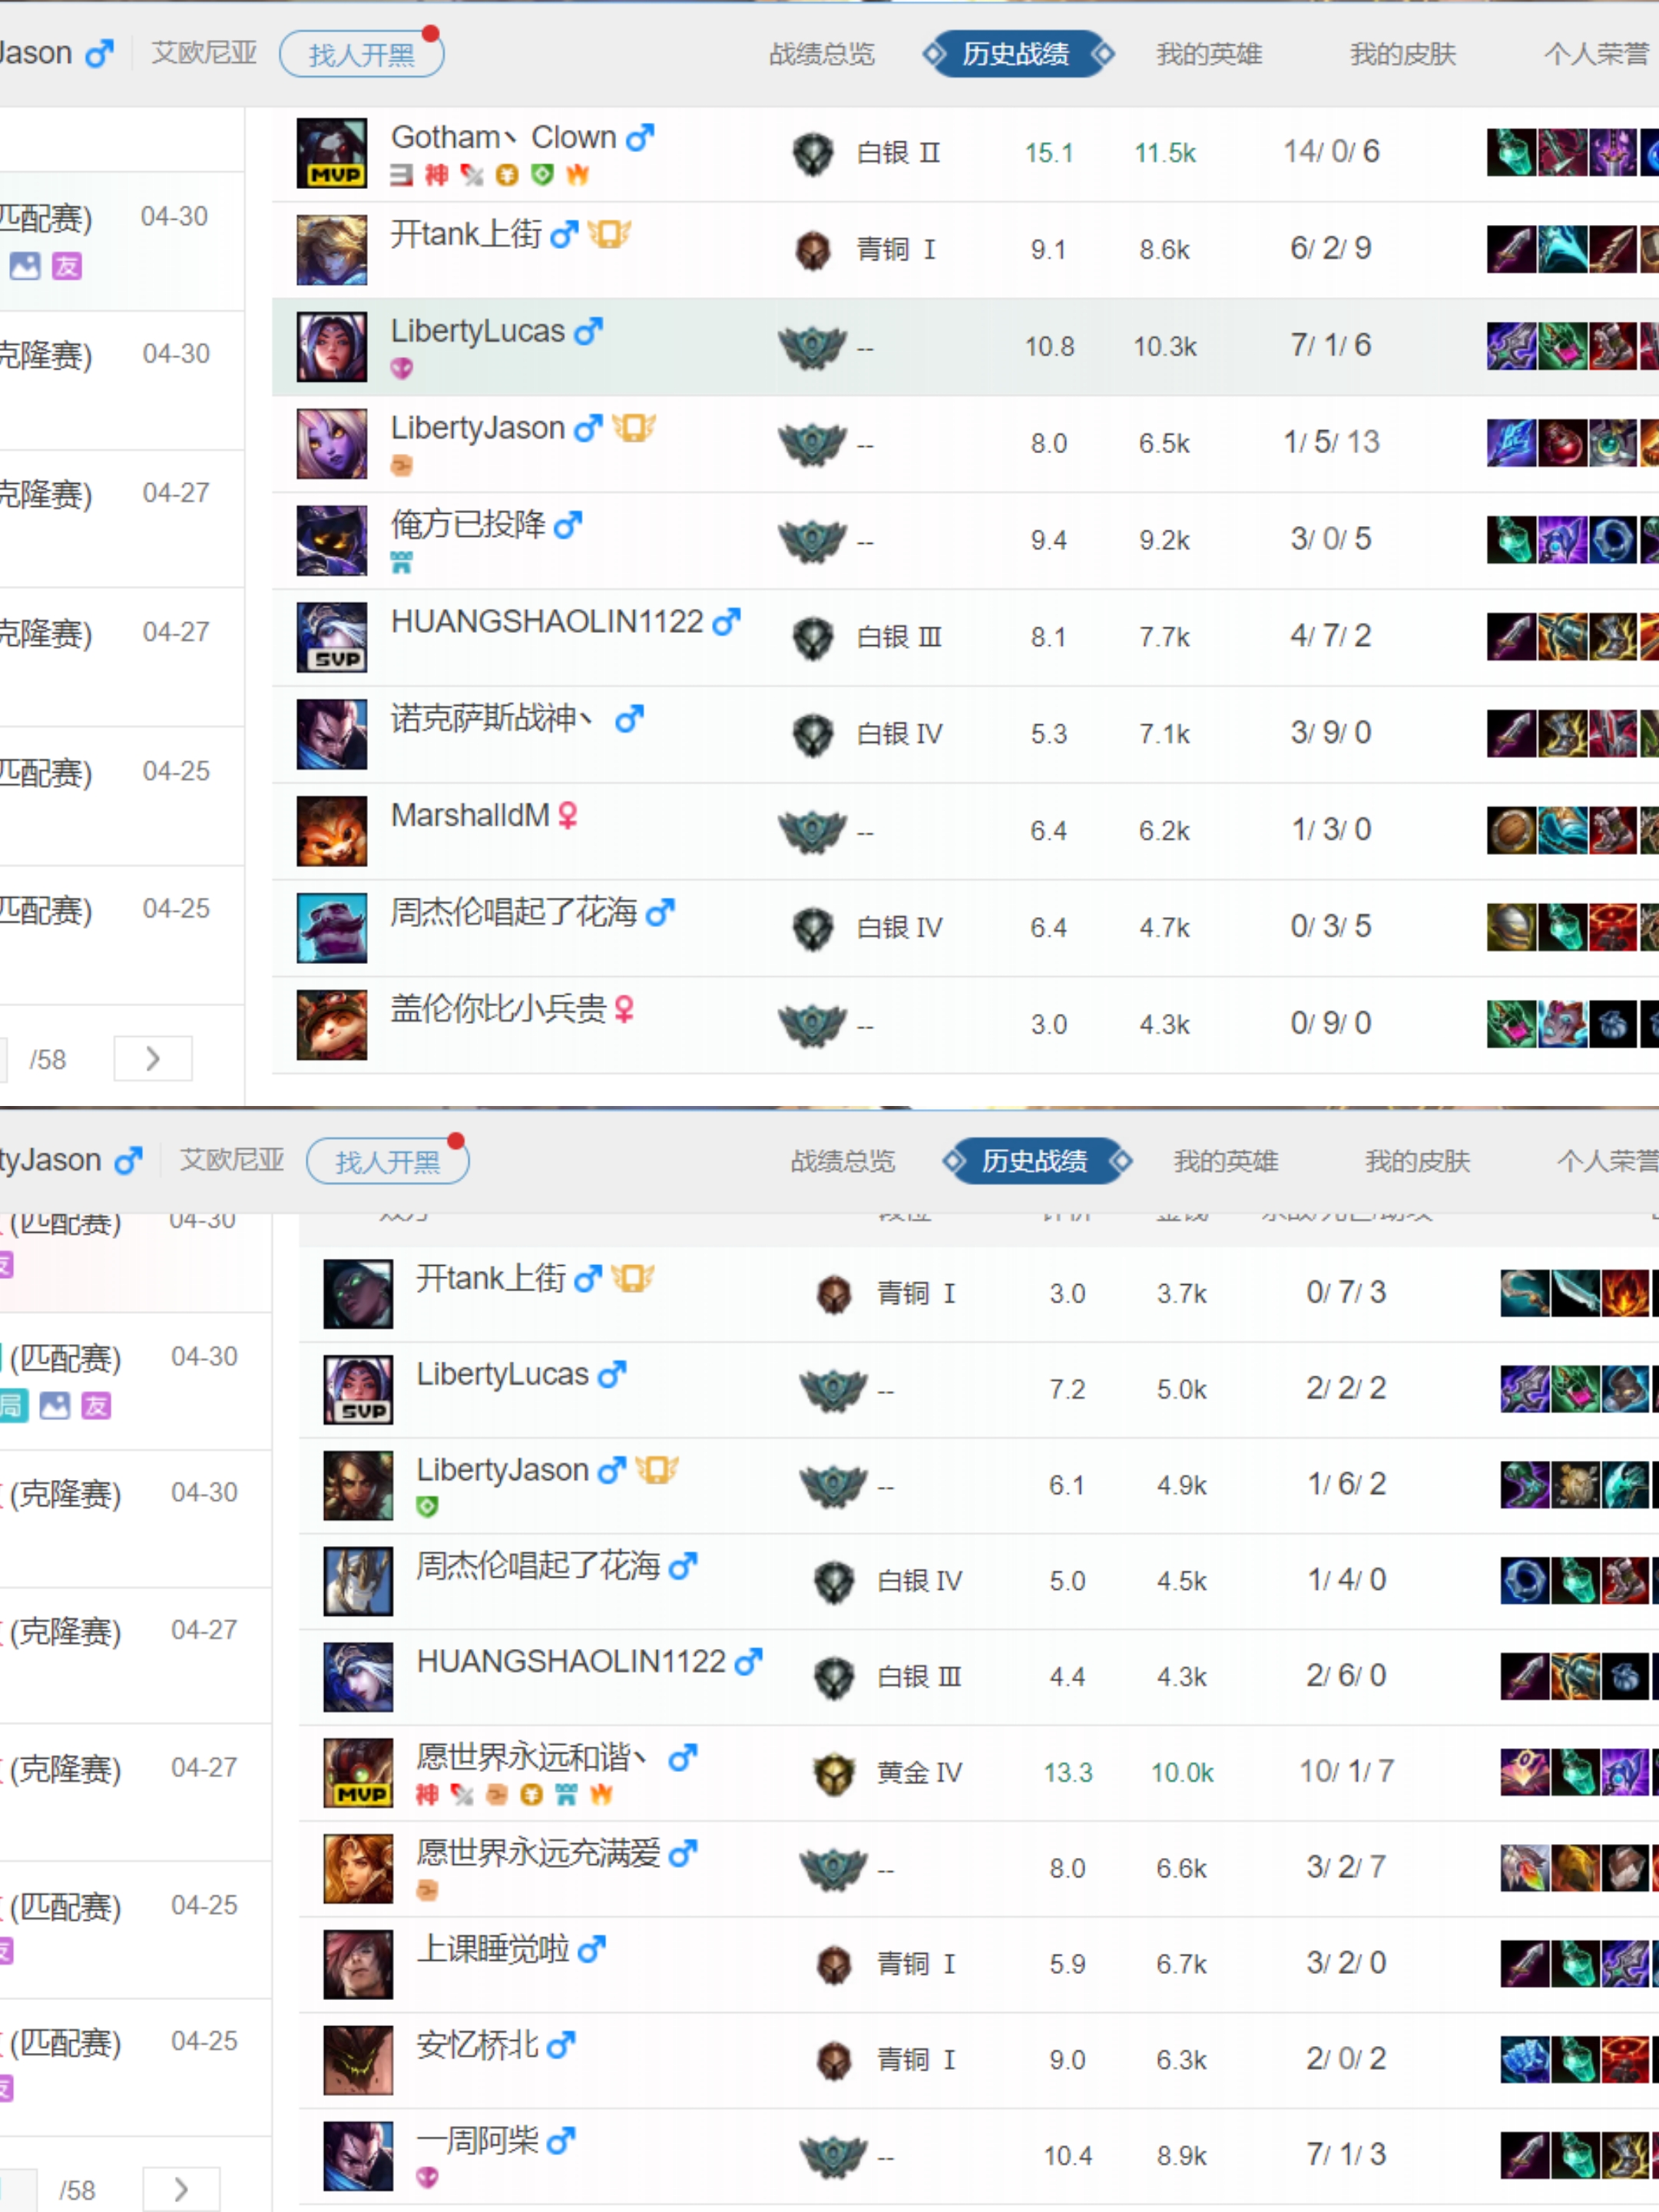 Jason 艾欧尼亚 找人开黑 战绩总览 历史战绩 我的英雄 我的皮肤 个人荣誉
Gotham丶 Clown 白银 II 15.1 11.5k 14/ 0/ 6
MVP 神
匹配赛) 04-30
友
开tank上街 青铜 I 9.1 8.6k 6/ 2/ 9
LibertyLucas -- 10.8 10.3k 7/ 1/ 6
克隆赛) 04-30
LibertyJason -- 8.0 6.5k 1/ 5/ 13
克隆赛) 04-27
俺方已投降 -- 9.4 9.2k 3/ 0/ 5
克隆赛) 04-27
HUANGSHAOLIN1122 白银 III 8.1 7.7k 4/ 7/ 2
SVP
诺克萨斯战神丶 白银 IV 5.3 7.1k 3/ 9/ 0
匹配赛) 04-25
MarshalldM -- 6.4 6.2k 1/ 3/ 0
匹配赛) 04-25
周杰伦唱起了花海 白银 IV 6.4 4.7k 0/ 3/ 5
盖伦你比小兵贵 -- 3.0 4.3k 0/ 9/ 0
/58
tyJason 艾欧尼亚 找人开黑 战绩总览 历史战绩 我的英雄 我的皮肤 个人荣誉
(匹配赛) 04-30
友
开tank上街 青铜 I 3.0 3.7k 0/ 7/ 3
(匹配赛) 04-30
局 友
LibertyLucas -- 7.2 5.0k 2/ 2/ 2
SVP
LibertyJason -- 6.1 4.9k 1/ 6/ 2
(克隆赛) 04-30
周杰伦唱起了花海 白银 IV 5.0 4.5k 1/ 4/ 0
(克隆赛) 04-27
HUANGSHAOLIN1122 白银 III 4.4 4.3k 2/ 6/ 0
(克隆赛) 04-27
愿世界永远和谐丶 黄金 IV 13.3 10.0k 10/ 1/ 7
MVP 神
愿世界永远充满爱 -- 8.0 6.6k 3/ 2/ 7
(匹配赛) 04-25
友
上课睡觉啦 青铜 I 5.9 6.7k 3/ 2/ 0
(匹配赛) 04-25
友
安忆桥北 青铜 I 9.0 6.3k 2/ 0/ 2
一周阿柴 -- 10.4 8.9k 7/ 1/ 3
/58